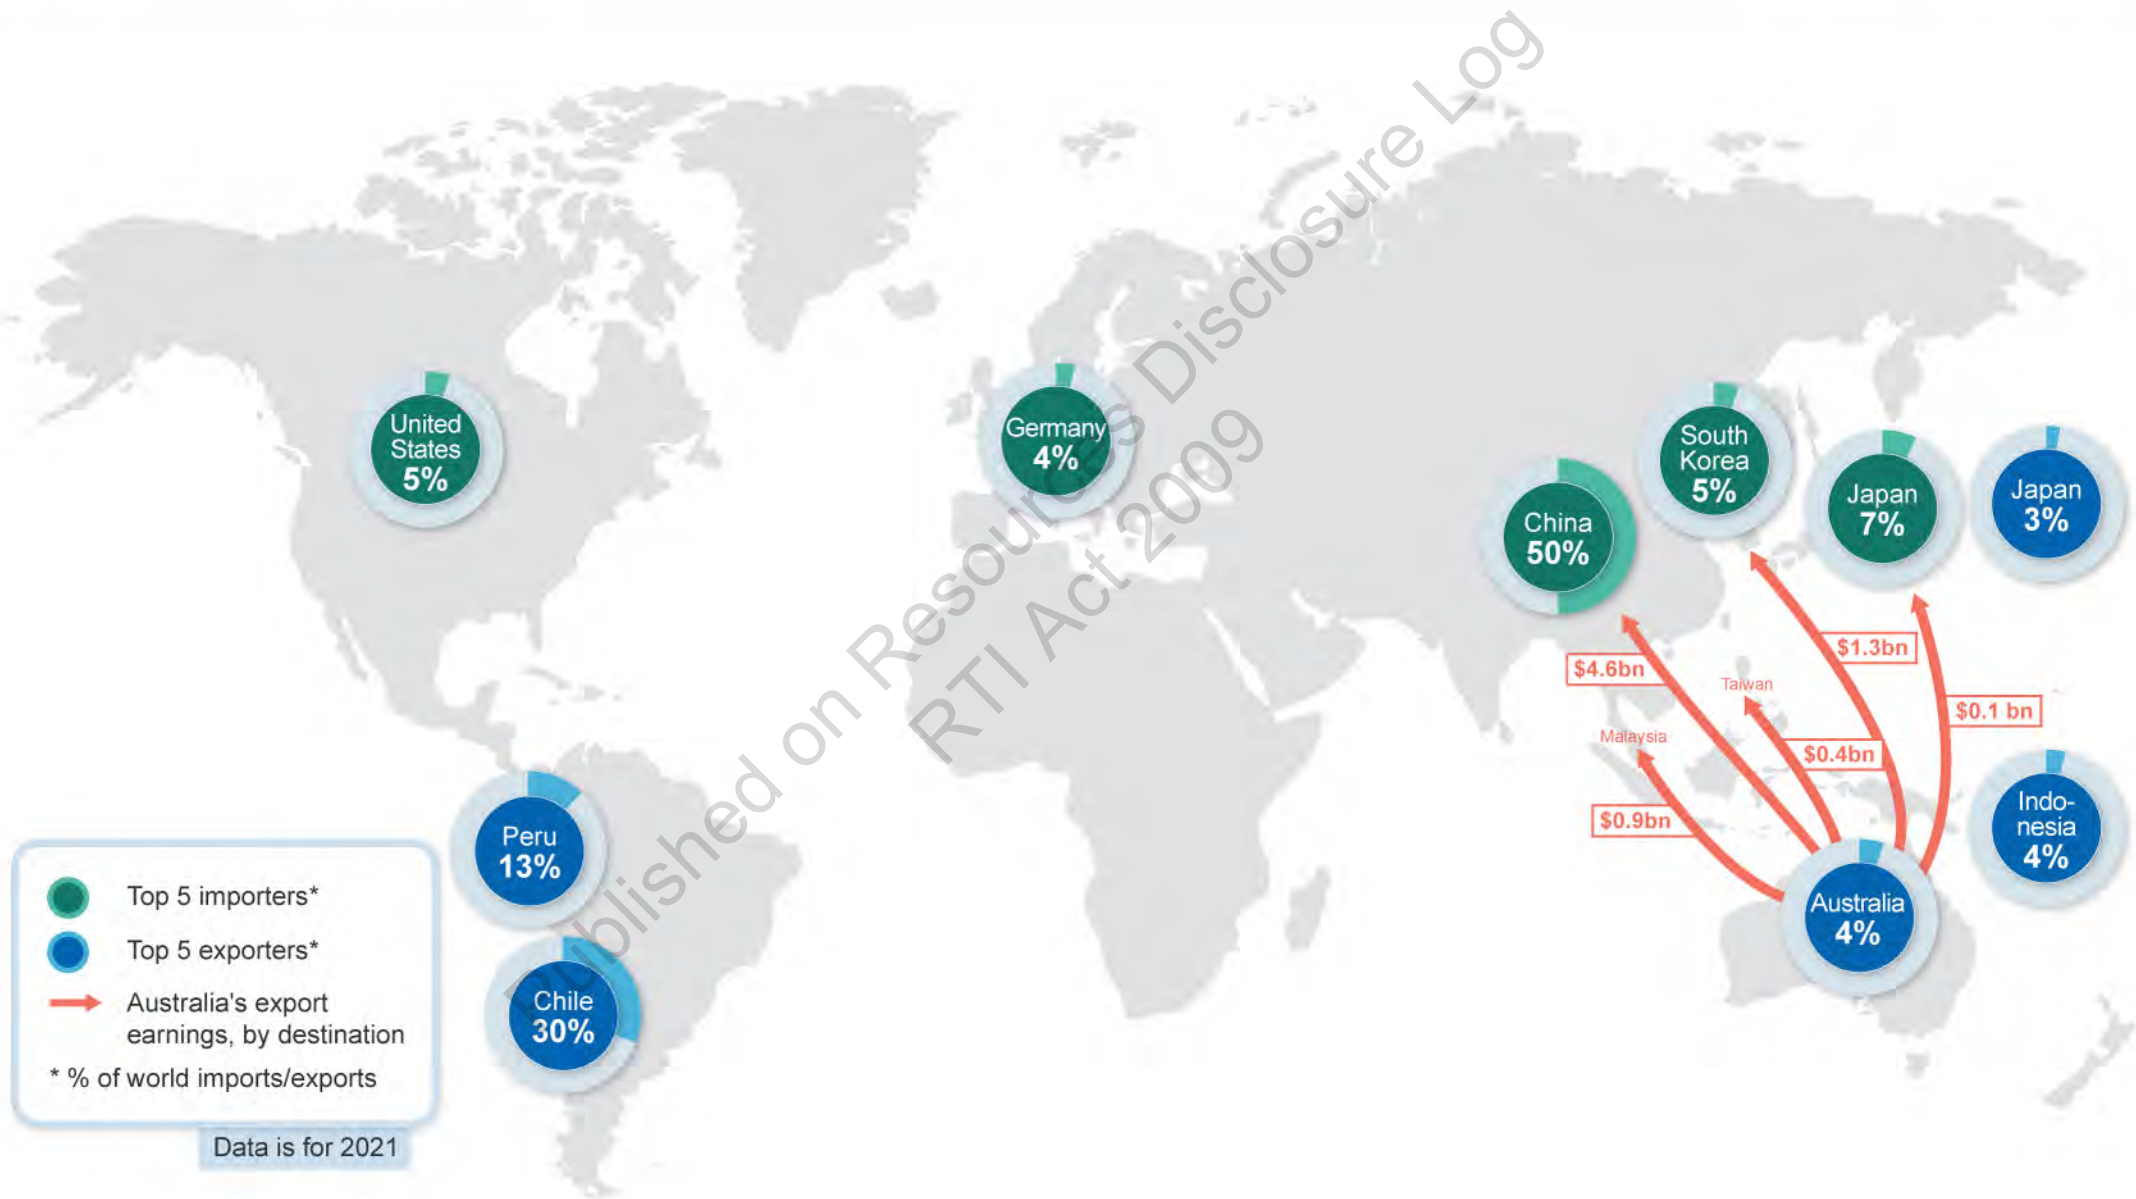 Published on Resources Disclosure Log
RTI Act 2009
United
States
5%
Germany
4%
China
50%
South
Korea
5%
Japan
7%
Japan
3%
$4.6bn
$1.3bn
Taiwan
$0.1 bn
Malaysia
$0.4bn
$0.9bn
Indo-
nesia
4%
Australia
4%
Peru
13%
Chile
30%
Top 5 importers*
Top 5 exporters*
Australia's export
earnings, by destination
* % of world imports/exports
Data is for 2021